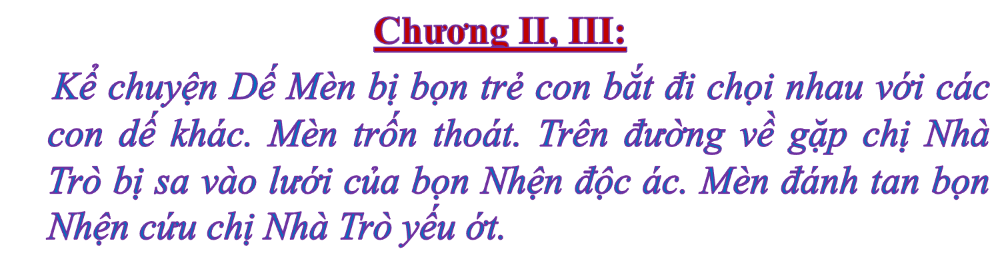 Chương II, III:
Kể chuyện Dế Mèn bị bọn trẻ con bắt đi chọi nhau với các
con dế khác. Mèn trốn thoát. Trên đường về gặp chị Nhà
Trò bị sa vào lưới của bọn Nhện độc ác. Mèn đánh tan bọn
Nhện cứu chị Nhà Trò yếu ớt.